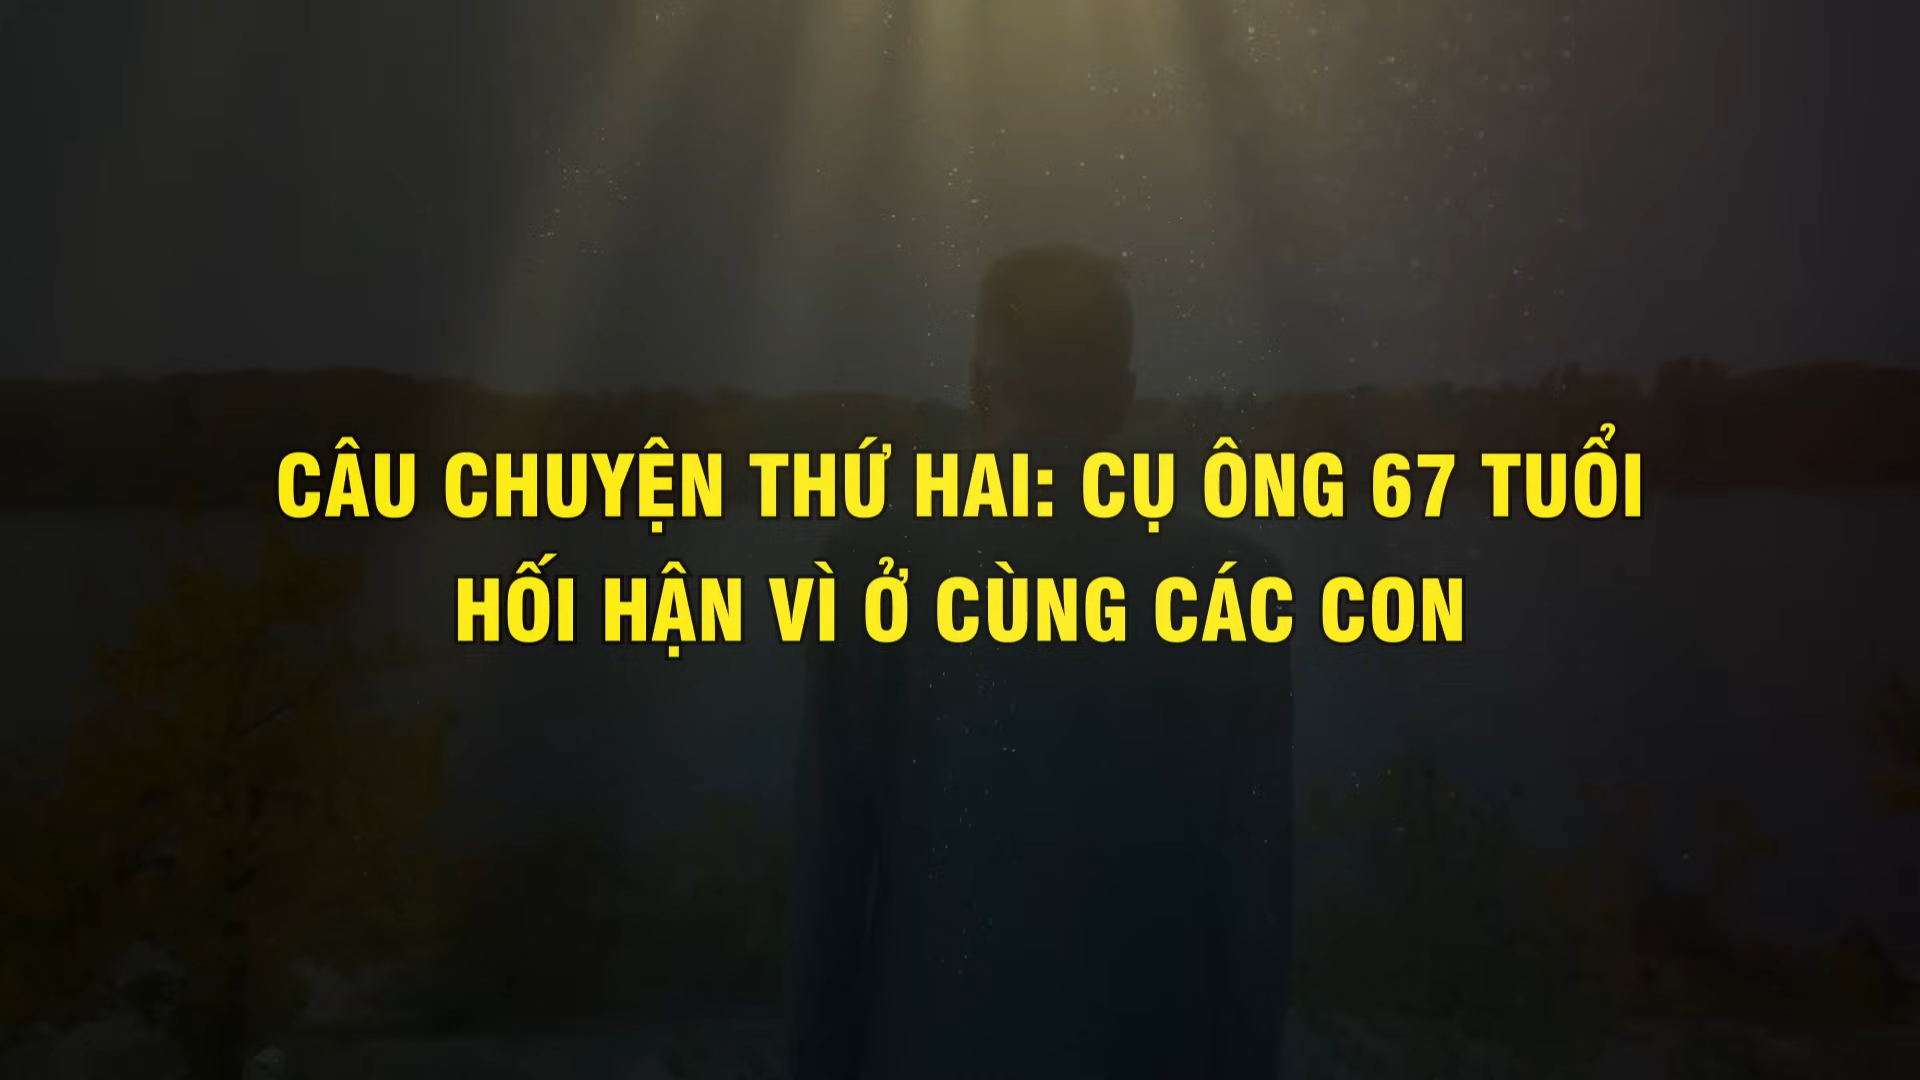 CÂU CHUYỆN THỨ HAI: CỤ ÔNG 67 TUỔI
HỐI HẬN VÌ Ở CÙNG CÁC CON